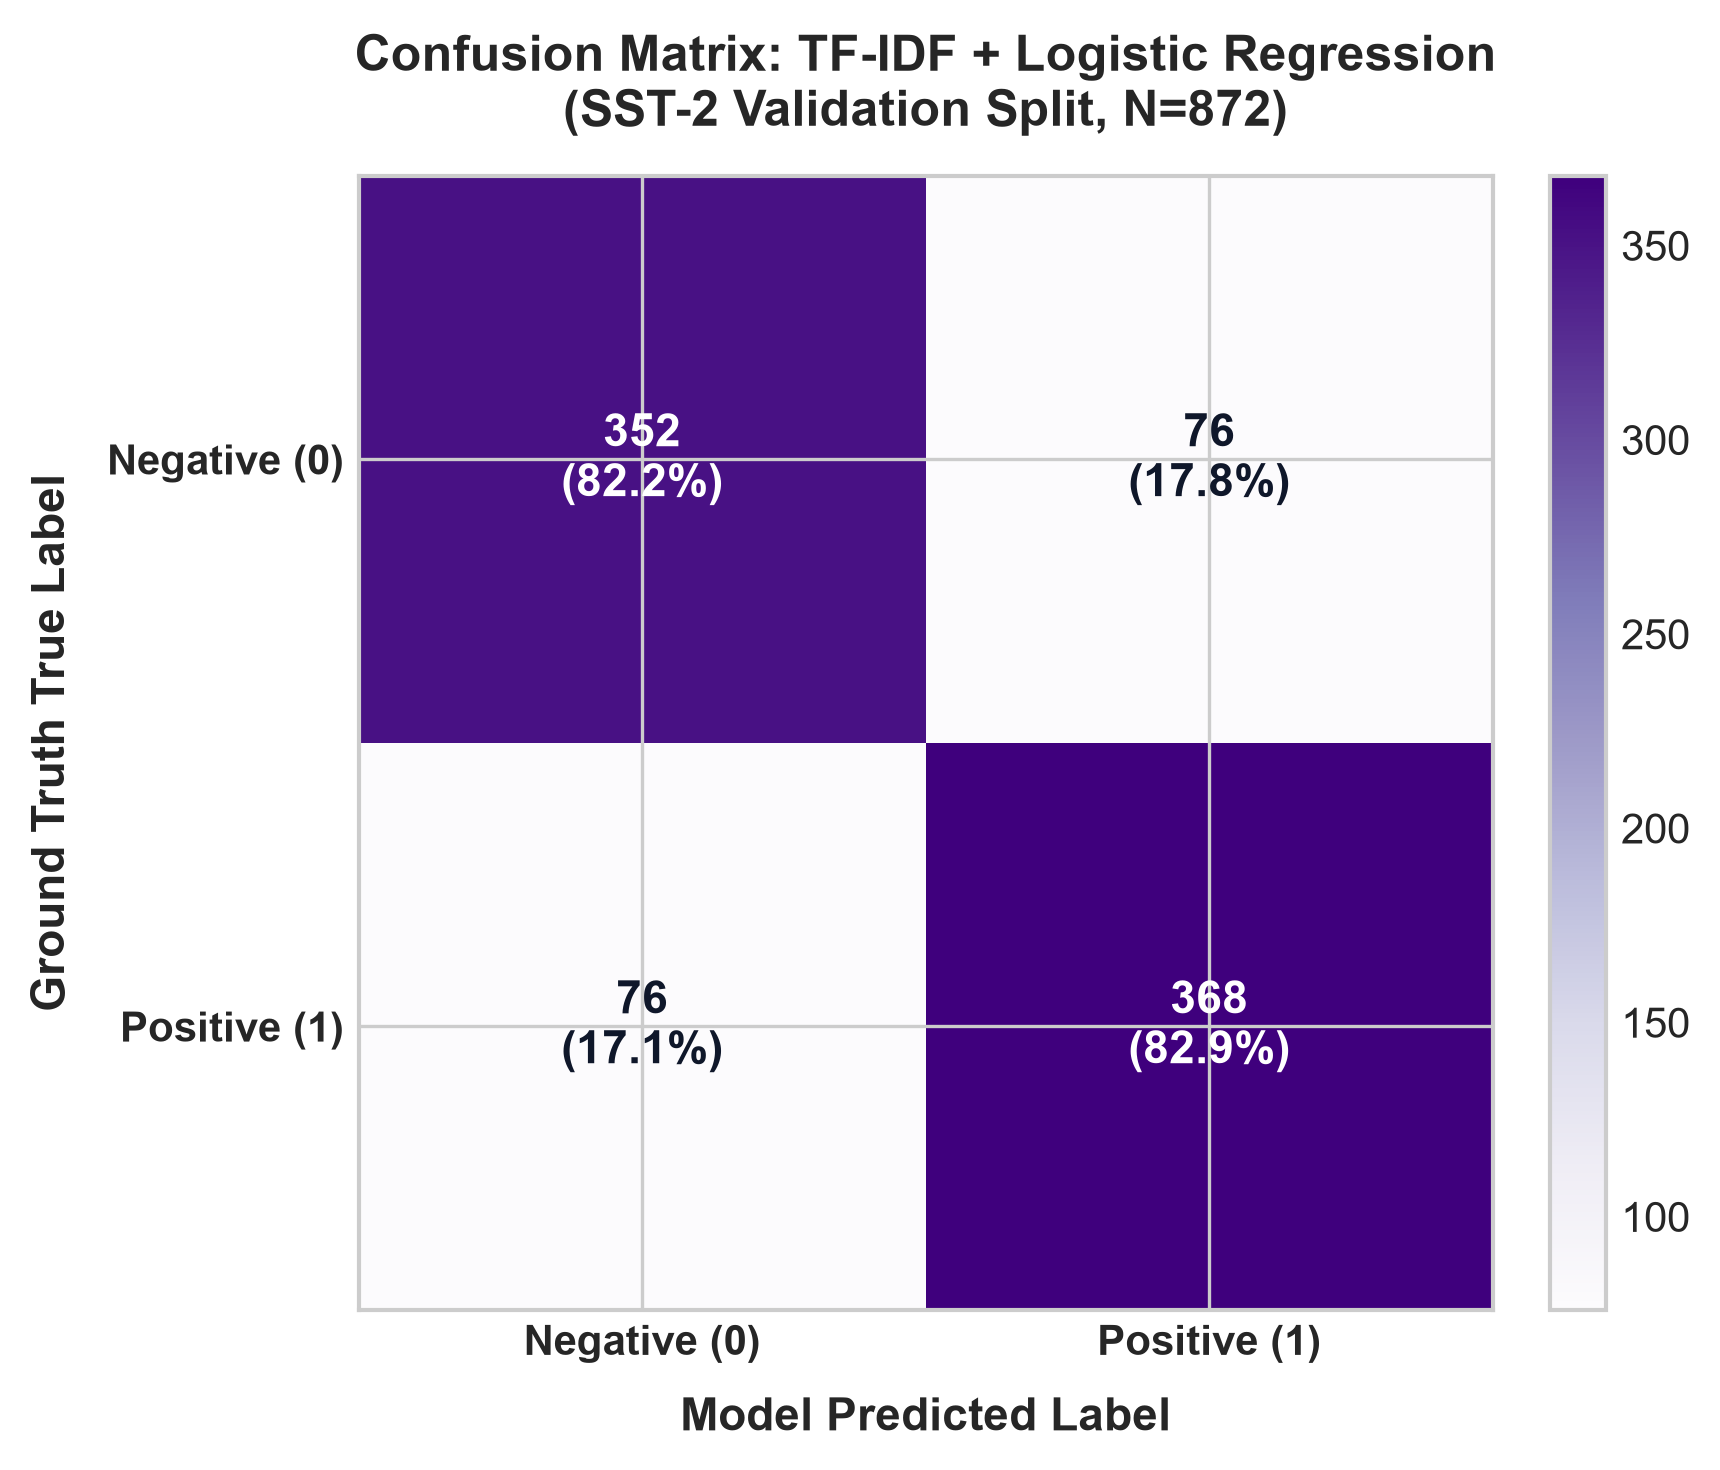 Confusion Matrix: TF-IDF + Logistic Regression
(SST-2 Validation Split, N=872)
Ground Truth True Label
Negative (0)
352
(82.2%)
76
(17.8%)
Positive (1)
76
(17.1%)
368
(82.9%)
Negative (0)
Positive (1)
Model Predicted Label
350
300
250
200
150
100